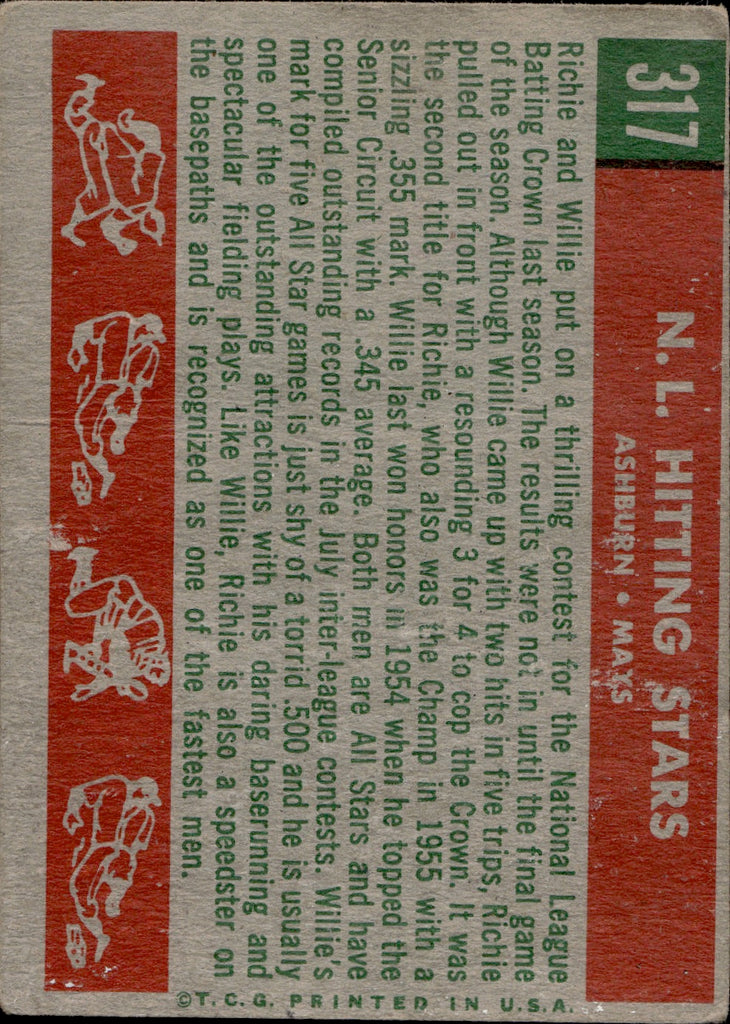 317
N. L. HITTING STARS
ASHBURN • MAYS
Richie and Willie put on a thrilling contest for the National League
Batting Crown last season. The results were not in until the final game
of the season. Although Willie came up with two hits in five trips, Richie
pulled out in front with a resounding 3 for 4 to cop the Crown. It was
the second title for Richie, who also was the Champ in 1955 with a
sizzling .355 mark. Willie last won honors in 1954 when he topped the
Senior Circuit with a .345 average. Both men are All Stars and have
compiled outstanding records in the July inter-league contests. Willie's
mark for five All Star games is just shy of a torrid .500 and he is usually
one of the outstanding attractions with his daring baserunning and
spectacular fielding plays. Like Willie, Richie is also a speedster on
the basepaths and is recognized as one of the fastest men.
©T.C.G. PRINTED IN U.S.A.